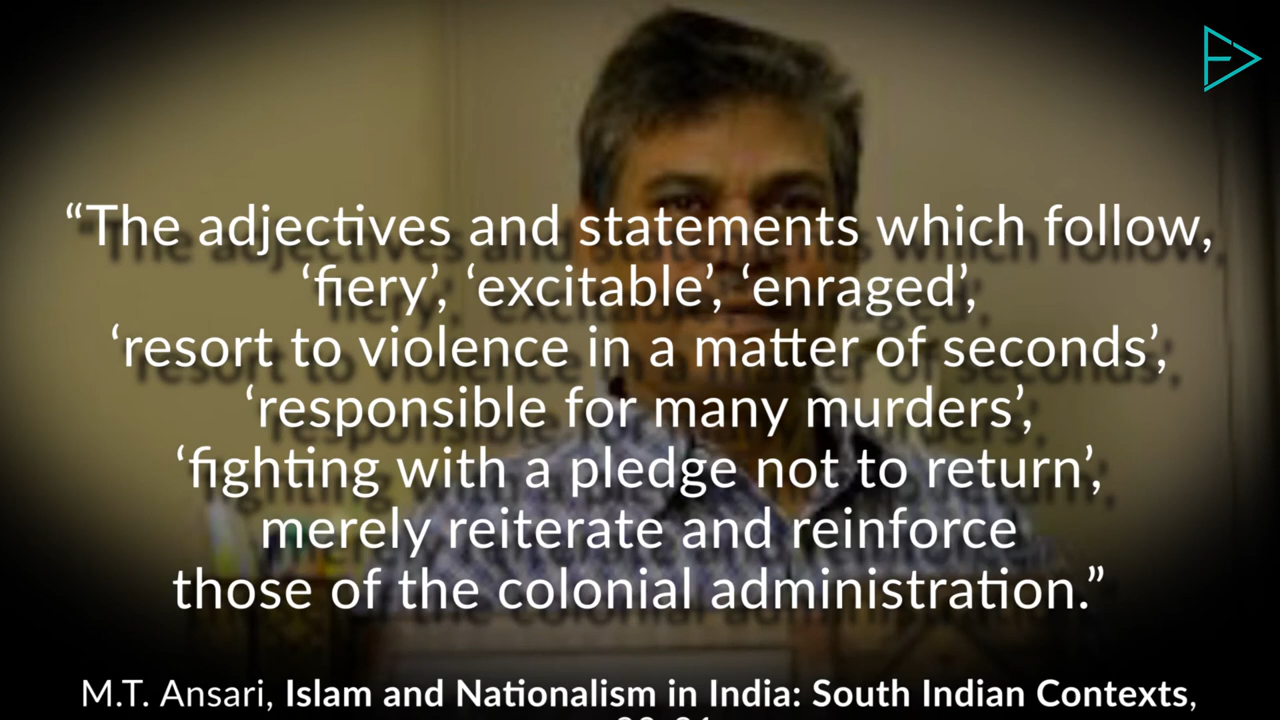 “The adjectives and statements which follow,
‘fiery’, ‘excitable’, ‘enraged’,
‘resort to violence in a matter of seconds’,
‘responsible for many murders’,
‘fighting with a pledge not to return’,
merely reiterate and reinforce
those of the colonial administration.”
M.T. Ansari, Islam and Nationalism in India: South Indian Contexts,